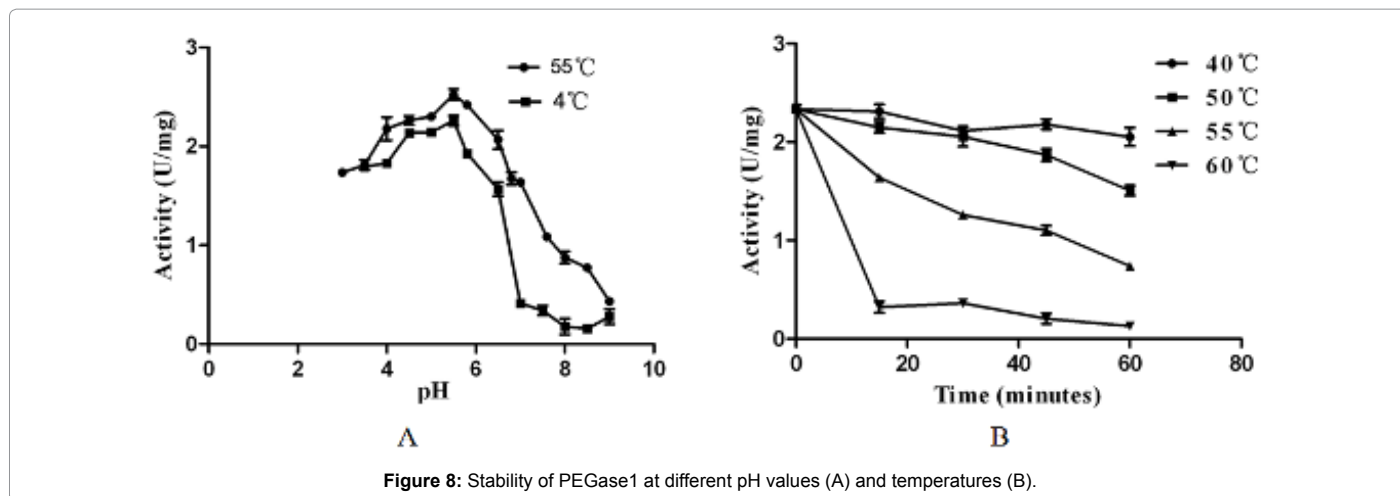 3
2
1
0
Activity (U/mg)
0 2 4 6 8 10
pH
55℃
4℃
A
3
2
1
0
Activity (U/mg)
0 20 40 60 80
Time (minutes)
40℃
50℃
55℃
60℃
B
Figure 8: Stability of PEGase1 at different pH values (A) and temperatures (B).